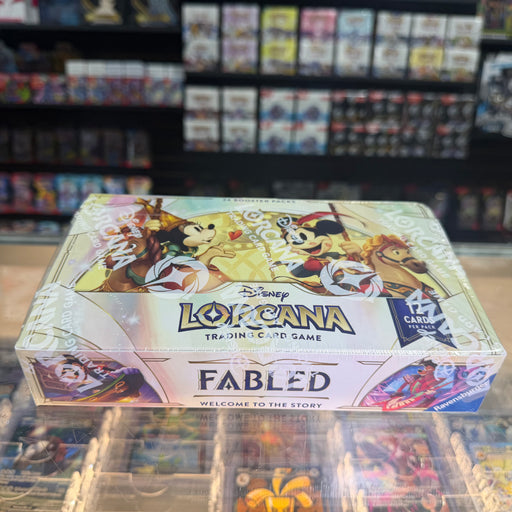 24 BOOSTER PACKS
Disney
LORCANA
TRADING CARD GAME
12
CARDS
PER PACK
FABLED
WELCOME TO THE STORY
Ravensburger